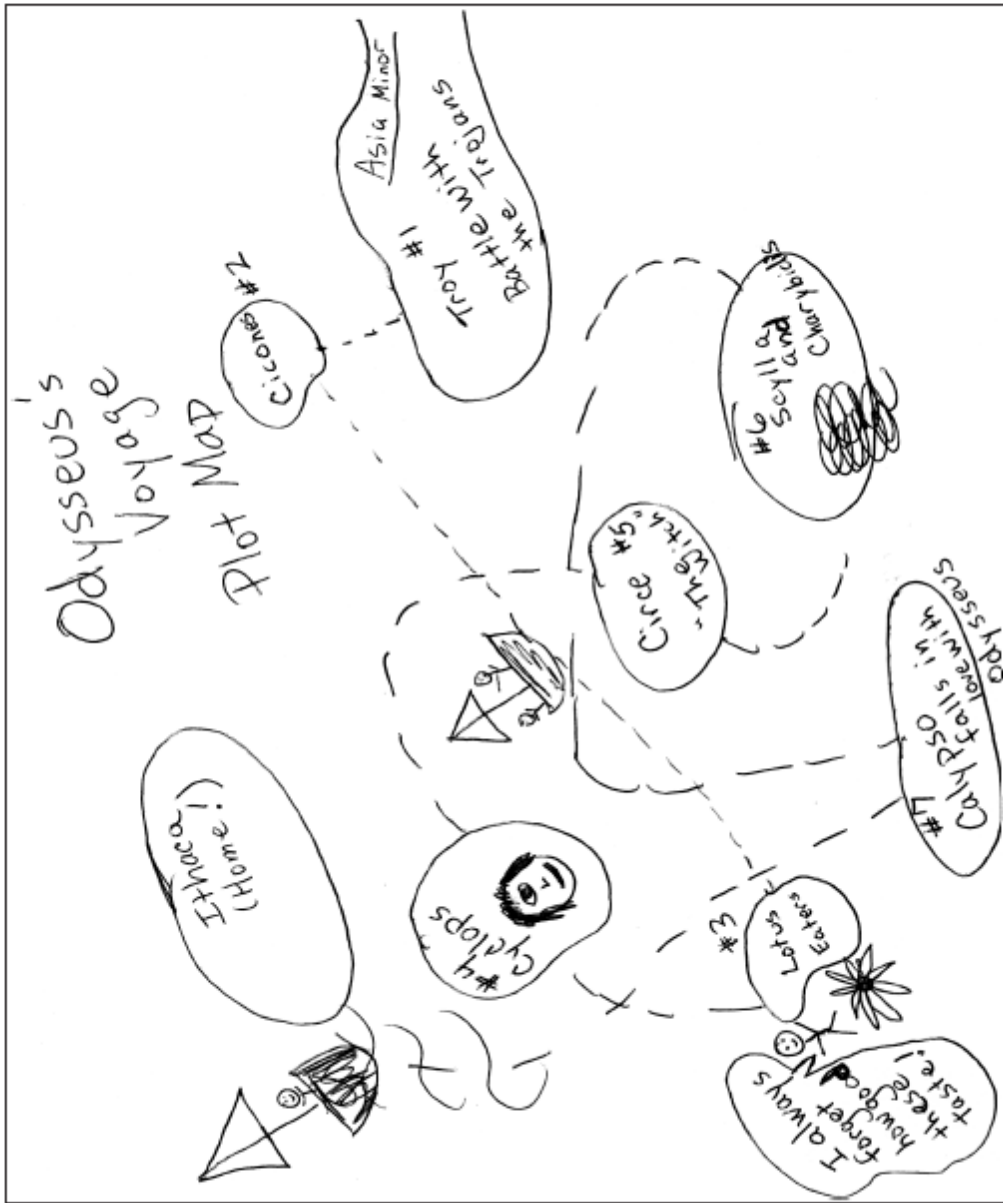 Odysseus's
Voyage
Plot Map
Asia Minor
Troy #1
Battle with
the Trojans
Cicones #2
#3
Lotus
Eaters
I always
forget
how good
these
taste!
#4
Cyclops
Circe #5
"The Witch"
#6
Scylla
and
Charybidis
#7
Calypso
falls in
love with
Odysseus
Ithaca
(Home!)